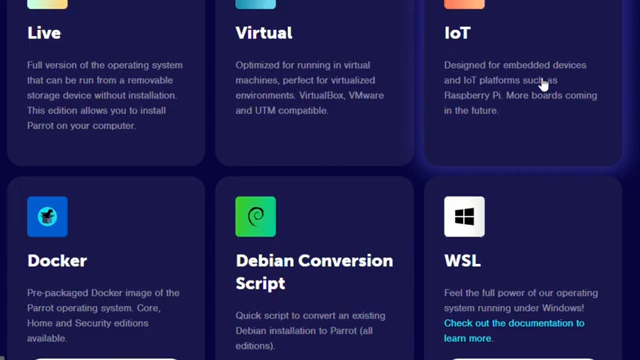 Live
Full version of the operating system
that can be run from a removable
storage device without installation.
This edition allows you to install
Parrot on your computer.
Virtual
Optimized for running in virtual
machines, perfect for virtualized
environments. VirtualBox, VMware
and UTM compatible.
IoT
Designed for embedded devices
and IoT platforms such as
Raspberry Pi. More boards coming
in the future.
Docker
Pre-packaged Docker image of the
Parrot operating system. Core,
Home and Security editions
available.
Debian Conversion
Script
Quick script to convert an existing
Debian installation to Parrot (all
editions).
WSL
Feel the full power of our operating
system running under Windows!
Check out the documentation to
learn more.